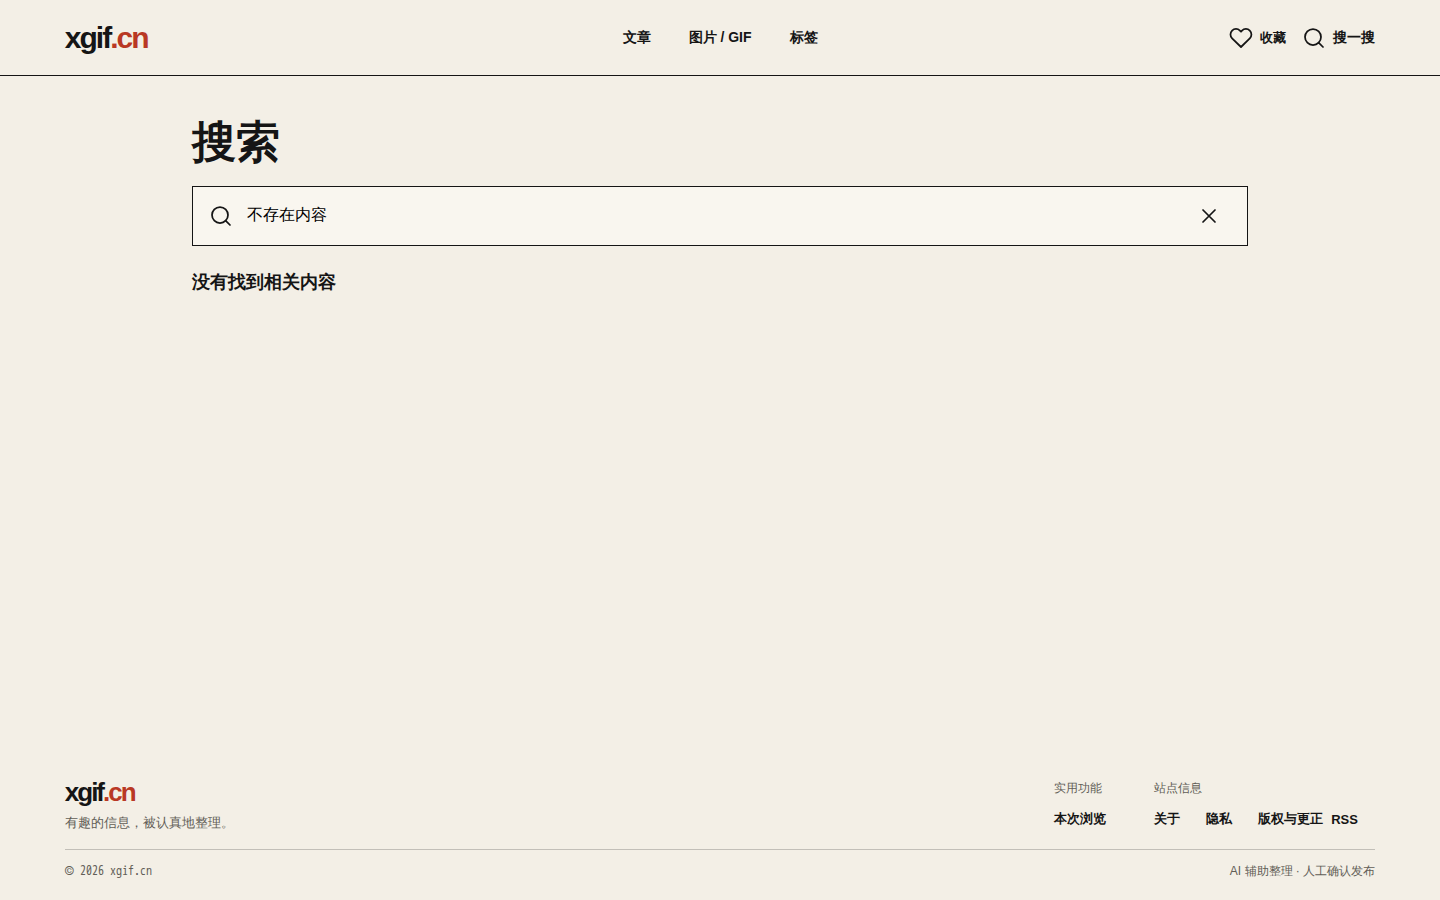 xgif.cn
文章 图片 / GIF 标签
收藏 搜一搜
搜索
不存在内容
没有找到相关内容
xgif.cn
有趣的信息，被认真地整理。
实用功能
本次浏览
站点信息
关于 隐私 版权与更正 RSS
© 2026 xgif.cn
AI 辅助整理 · 人工确认发布